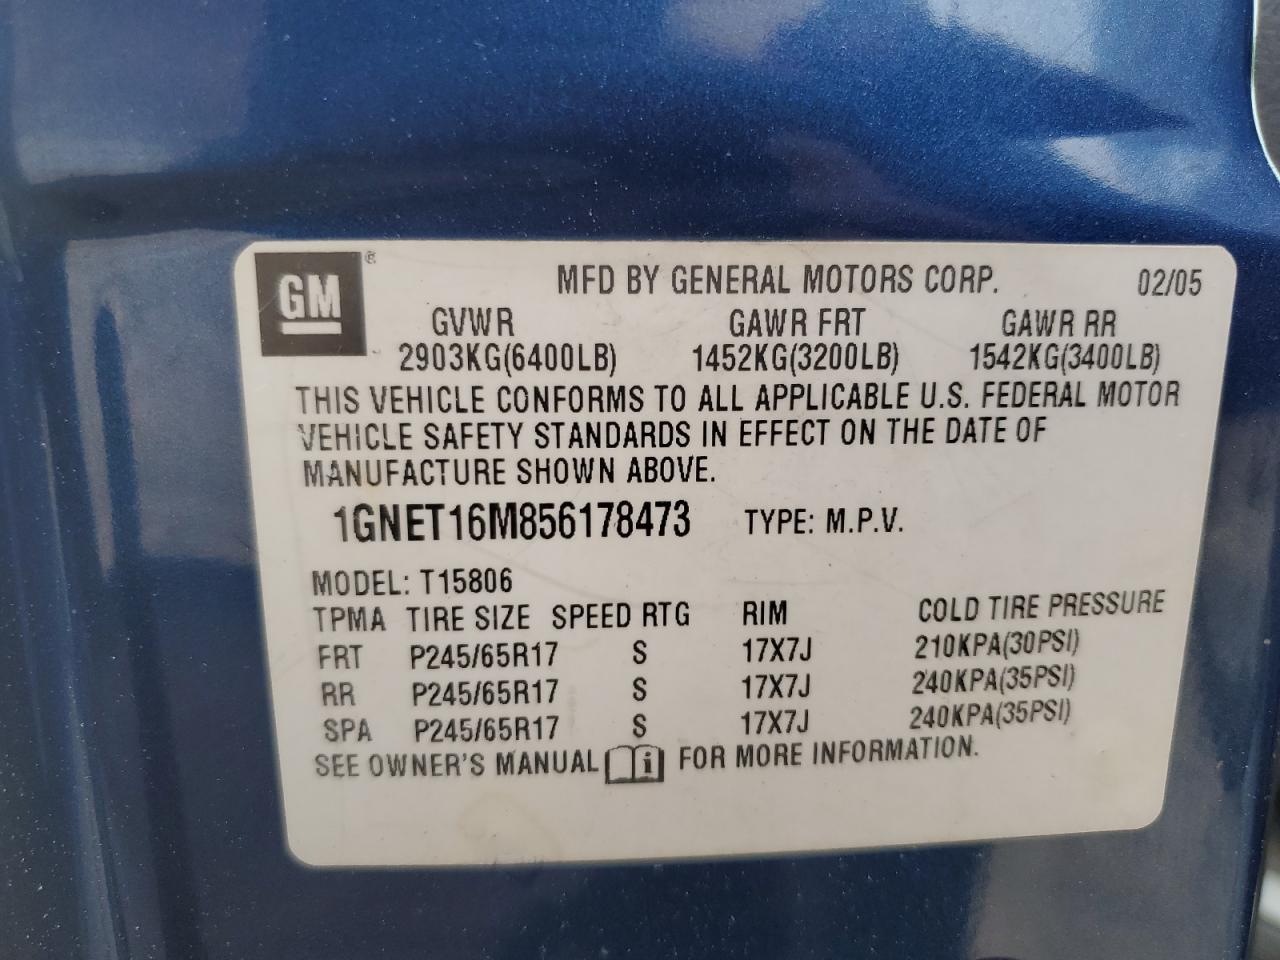 GM® MFD BY GENERAL MOTORS CORP. 02/05
GVWR GAWR FRT GAWR RR
2903KG(6400LB) 1452KG(3200LB) 1542KG(3400LB)
THIS VEHICLE CONFORMS TO ALL APPLICABLE U.S. FEDERAL MOTOR
VEHICLE SAFETY STANDARDS IN EFFECT ON THE DATE OF
MANUFACTURE SHOWN ABOVE.
1GNET16M856178473 TYPE: M.P.V.
MODEL: T15806
TPMA TIRE SIZE SPEED RTG RIM COLD TIRE PRESSURE
FRT P245/65R17 S 17X7J 210KPA(30PSI)
RR P245/65R17 S 17X7J 240KPA(35PSI)
SPA P245/65R17 S 17X7J 240KPA(35PSI)
SEE OWNER'S MANUAL i FOR MORE INFORMATION.